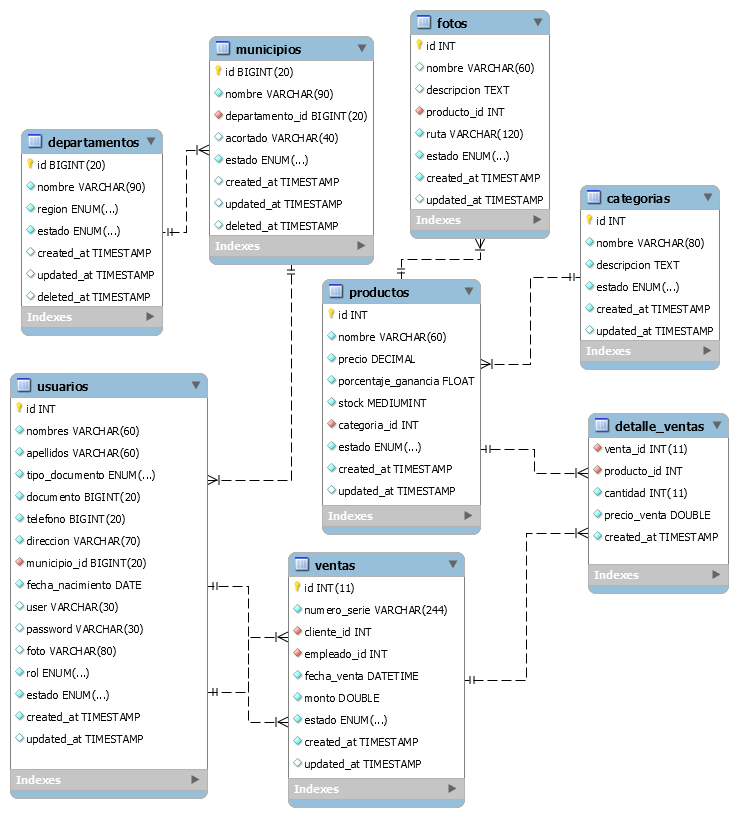 municipios
id BIGINT(20)
nombre VARCHAR(90)
departamento_id BIGINT(20)
acortado VARCHAR(40)
estado ENUM(...)
created_at TIMESTAMP
updated_at TIMESTAMP
deleted_at TIMESTAMP
Indexes
fotos
id INT
nombre VARCHAR(60)
descripcion TEXT
producto_id INT
ruta VARCHAR(120)
estado ENUM(...)
created_at TIMESTAMP
updated_at TIMESTAMP
Indexes
departamentos
id BIGINT(20)
nombre VARCHAR(90)
region ENUM(...)
estado ENUM(...)
created_at TIMESTAMP
updated_at TIMESTAMP
deleted_at TIMESTAMP
Indexes
categorias
id INT
nombre VARCHAR(80)
descripcion TEXT
estado ENUM(...)
created_at TIMESTAMP
updated_at TIMESTAMP
Indexes
productos
id INT
nombre VARCHAR(60)
precio DECIMAL
porcentaje_ganancia FLOAT
stock MEDIUMINT
categoria_id INT
estado ENUM(...)
created_at TIMESTAMP
updated_at TIMESTAMP
Indexes
usuarios
id INT
nombres VARCHAR(60)
apellidos VARCHAR(60)
tipo_documento ENUM(...)
documento BIGINT(20)
telefono BIGINT(20)
direccion VARCHAR(70)
municipio_id BIGINT(20)
fecha_nacimiento DATE
user VARCHAR(30)
password VARCHAR(30)
foto VARCHAR(80)
rol ENUM(...)
estado ENUM(...)
created_at TIMESTAMP
updated_at TIMESTAMP
Indexes
detalle_ventas
venta_id INT(11)
producto_id INT
cantidad INT(11)
precio_venta DOUBLE
created_at TIMESTAMP
Indexes
ventas
id INT(11)
numero_serie VARCHAR(244)
cliente_id INT
empleado_id INT
fecha_venta DATETIME
monto DOUBLE
estado ENUM(...)
created_at TIMESTAMP
updated_at TIMESTAMP
Indexes